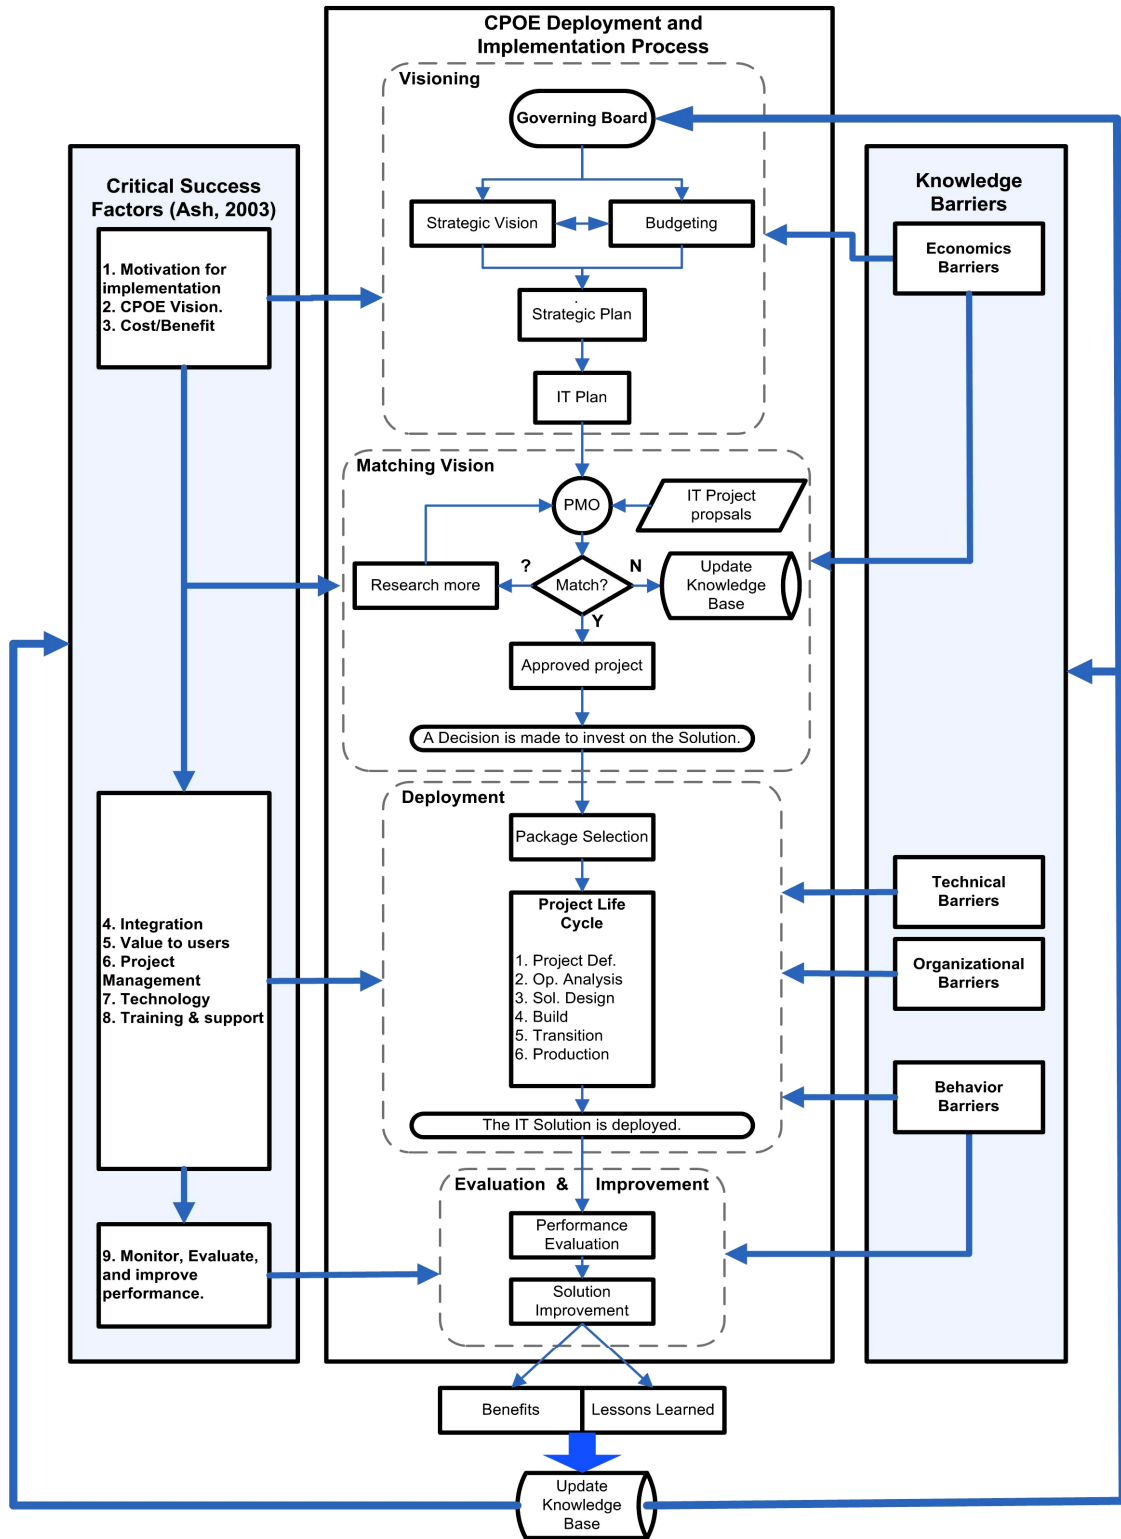 CPOE Deployment and
Implementation Process
Visioning
Governing Board
Strategic Vision
Budgeting
Strategic Plan
IT Plan
Critical Success
Factors (Ash, 2003)
1. Motivation for
implementation
2. CPOE Vision.
3. Cost/Benefit
Knowledge
Barriers
Economics
Barriers
Matching Vision
PMO
IT Project
propsals
?
N
Research more
Match?
Update
Knowledge
Base
Y
Approved project
A Decision is made to invest on the Solution.
Deployment
Package Selection
Project Life
Cycle
1. Project Def.
2. Op. Analysis
3. Sol. Design
4. Build
5. Transition
6. Production
The IT Solution is deployed.
4. Integration
5. Value to users
6. Project
Management
7. Technology
8. Training & support
Technical
Barriers
Organizational
Barriers
Behavior
Barriers
Evaluation & Improvement
Performance
Evaluation
Solution
Improvement
9. Monitor, Evaluate,
and improve
performance.
Benefits
Lessons Learned
Update
Knowledge
Base